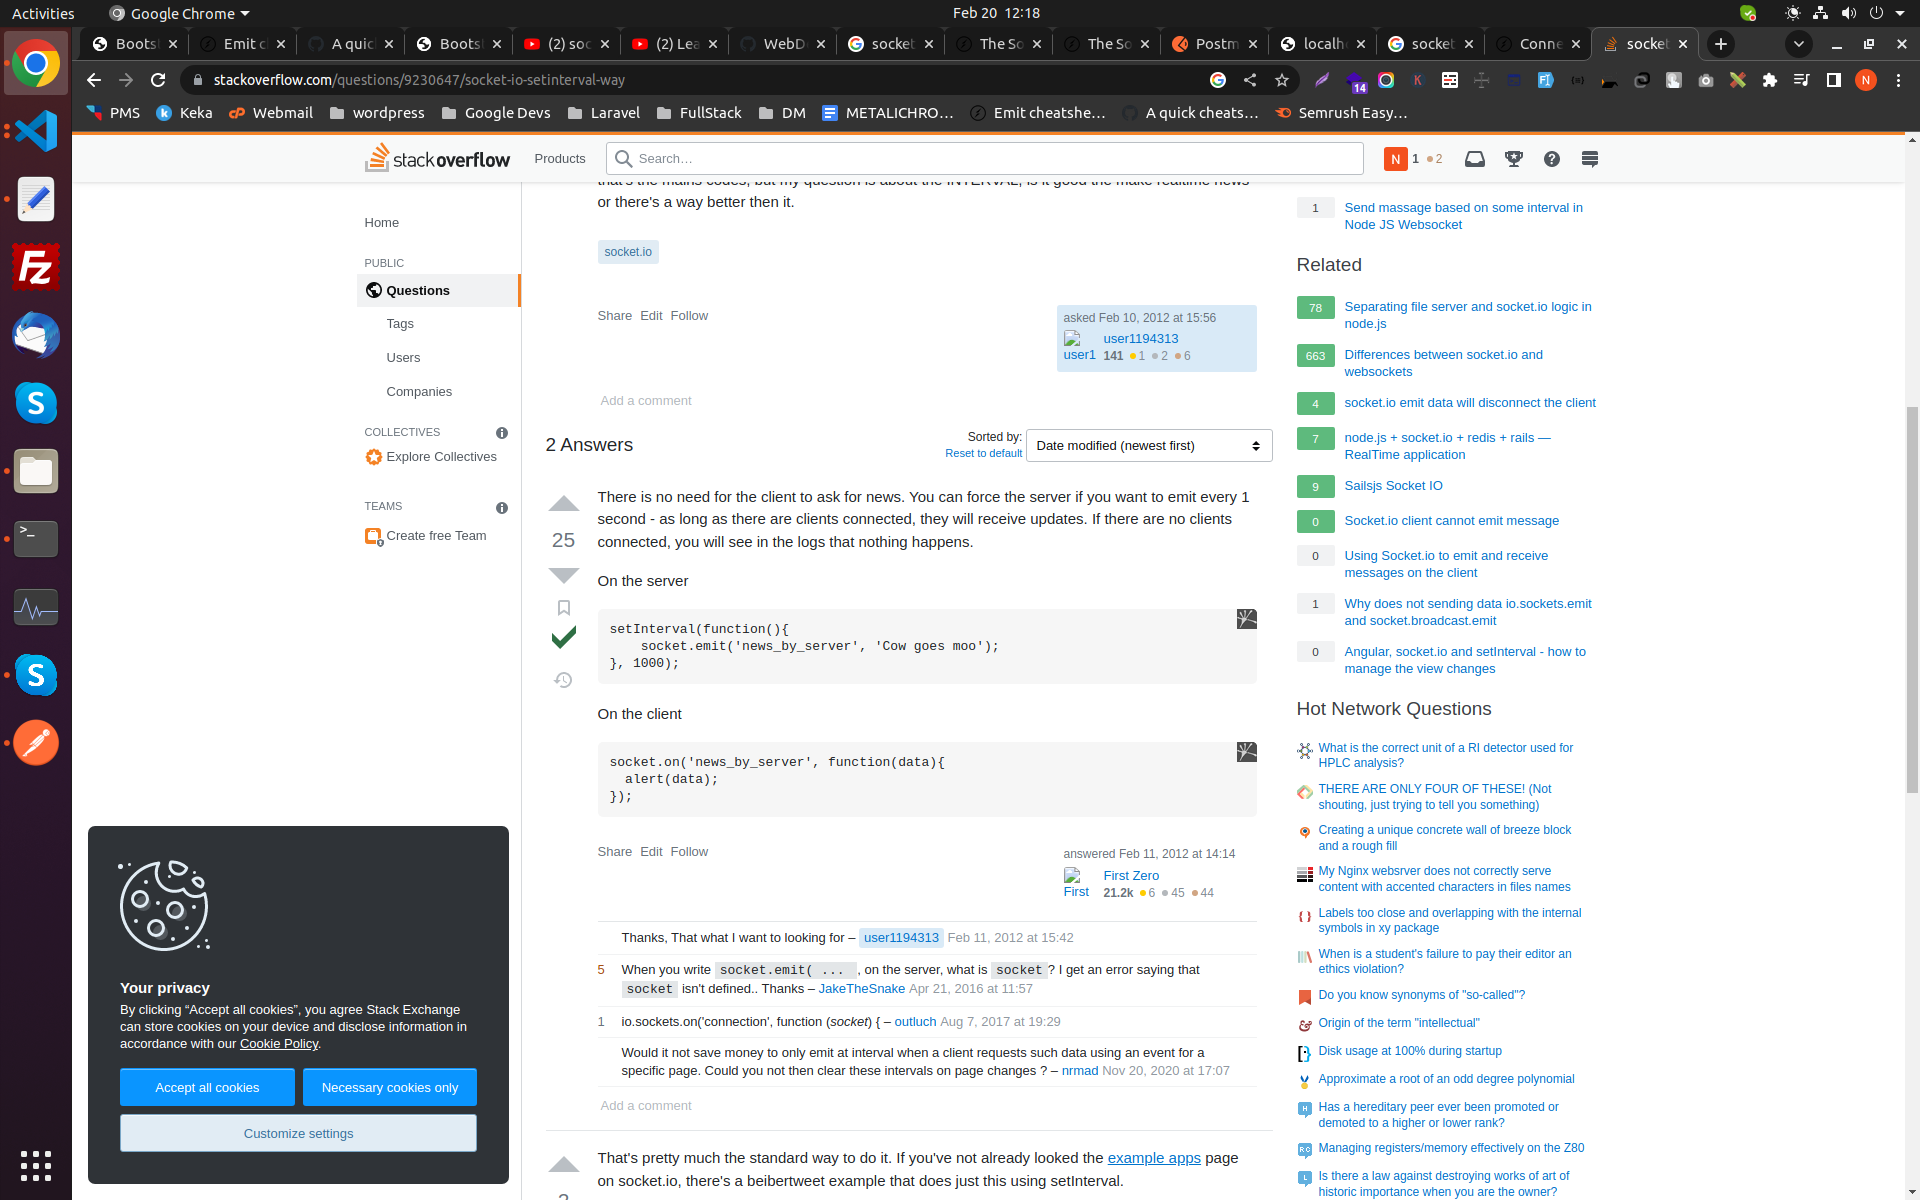 Activities
Google Chrome
Feb 20 12:18
Boots
Emit c
A quic
Boots
(2) soc
(2) Lea
WebD
socket
The So
The So
Postm
localh
socket
Conne
socket
stackoverflow.com/questions/9230647/socket-io-setinterval-way
14
N
PMS
Keka
Webmail
wordpress
Google Devs
Laravel
FullStack
DM
METALICHRO…
Emit cheatshe…
A quick cheats…
Semrush Easy…
stackoverflow
Products
Search…
N 1 2
Home
PUBLIC
Questions
Tags
Users
Companies
COLLECTIVES
Explore Collectives
TEAMS
Create free Team
that's the mains codes, but my question is about the INTERVAL, is it good the make realtime news
or there's a way better then it.
socket.io
Share Edit Follow
asked Feb 10, 2012 at 15:56
user1
user1194313
141 1 2 6
Add a comment
2 Answers
Sorted by:
Reset to default
Date modified (newest first)
25
There is no need for the client to ask for news. You can force the server if you want to emit every 1
second - as long as there are clients connected, they will receive updates. If there are no clients
connected, you will see in the logs that nothing happens.
On the server
setInterval(function(){
    socket.emit('news_by_server', 'Cow goes moo');
}, 1000);
On the client
socket.on('news_by_server', function(data){
  alert(data);
});
Share Edit Follow
answered Feb 11, 2012 at 14:14
First
First Zero
21.2k 6 45 44
Thanks, That what I want to looking for – user1194313 Feb 11, 2012 at 15:42
5 When you write socket.emit( ... , on the server, what is socket? I get an error saying that
socket isn't defined.. Thanks – JakeTheSnake Apr 21, 2016 at 11:57
1 io.sockets.on('connection', function (socket) { – outluch Aug 7, 2017 at 19:29
Would it not save money to only emit at interval when a client requests such data using an event for a
specific page. Could you not then clear these intervals on page changes ? – nrmad Nov 20, 2020 at 17:07
Add a comment
That's pretty much the standard way to do it. If you've not already looked the example apps page
on socket.io, there's a beibertweet example that does just this using setInterval.
1 Send massage based on some interval in
Node JS Websocket
Related
78 Separating file server and socket.io logic in
node.js
663 Differences between socket.io and
websockets
4 socket.io emit data will disconnect the client
7 node.js + socket.io + redis + rails —
RealTime application
9 Sailsjs Socket IO
0 Socket.io client cannot emit message
0 Using Socket.io to emit and receive
messages on the client
1 Why does not sending data io.sockets.emit
and socket.broadcast.emit
0 Angular, socket.io and setInterval - how to
manage the view changes
Hot Network Questions
What is the correct unit of a RI detector used for
HPLC analysis?
THERE ARE ONLY FOUR OF THESE! (Not
shouting, just trying to tell you something)
Creating a unique concrete wall of breeze block
and a rough fill
My Nginx websrver does not correctly serve
content with accented characters in files names
Labels too close and overlapping with the internal
symbols in xy package
When is a student's failure to pay their editor an
ethics violation?
Do you know synonyms of "so-called"?
Origin of the term "intellectual"
Disk usage at 100% during startup
Approximate a root of an odd degree polynomial
Has a hereditary peer ever been promoted or
demoted to a higher or lower rank?
Managing registers/memory effectively on the Z80
Is there a law against destroying works of art of
historic importance when you are the owner?
Your privacy
By clicking “Accept all cookies”, you agree Stack Exchange
can store cookies on your device and disclose information in
accordance with our Cookie Policy.
Accept all cookies
Necessary cookies only
Customize settings